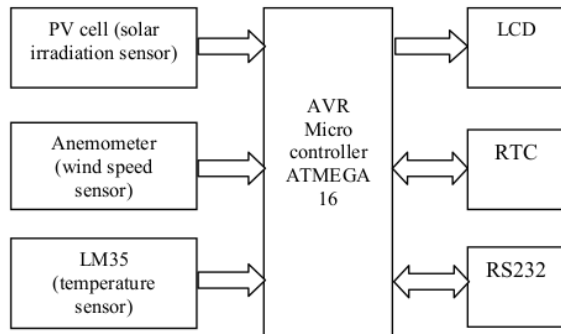 PV cell (solar
irradiation sensor)
LCD
AVR
Micro
controller
ATMEGA
16
Anemometer
(wind speed
sensor)
RTC
LM35
(temperature
sensor)
RS232